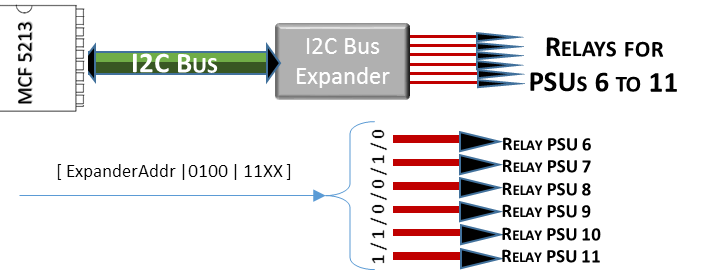 MCF 5213
I2C Bus
I2C Bus
Expander
Relays for
PSUs 6 to 11
[ ExpanderAddr |0100 | 11XX ]
1/1/0/0/1/0
Relay PSU 6
Relay PSU 7
Relay PSU 8
Relay PSU 9
Relay PSU 10
Relay PSU 11